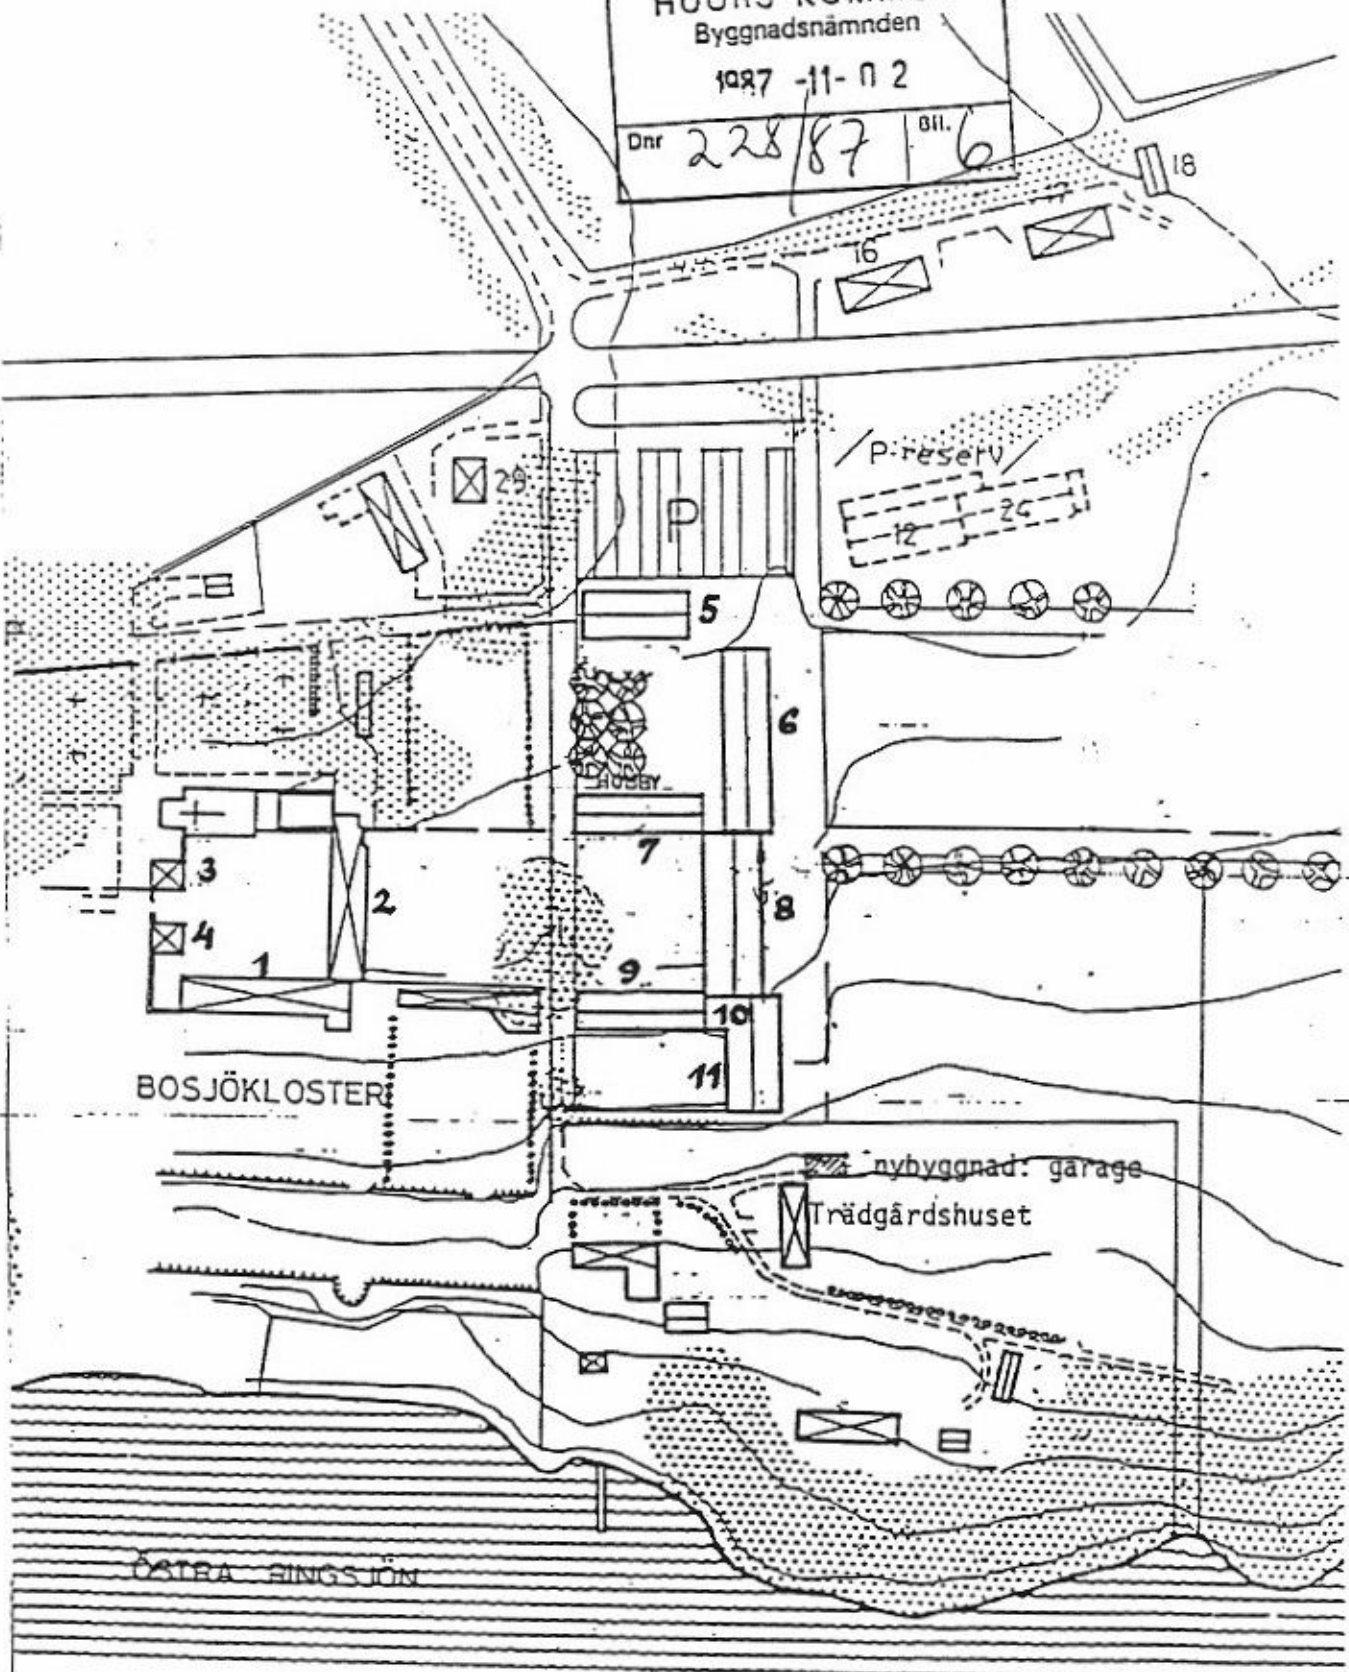 Byggnadsnämnden
1987 -11- 02
Dnr 228/87 Bil. 6
18
16
P-reserv
29
P
12 26
5
6
HOBBY
7
3
2
8
4
1
9
10
11
BOSJÖKLOSTER
nybyggnad: garage
Trädgårdshuset
ÖSTRA RINGSJÖN